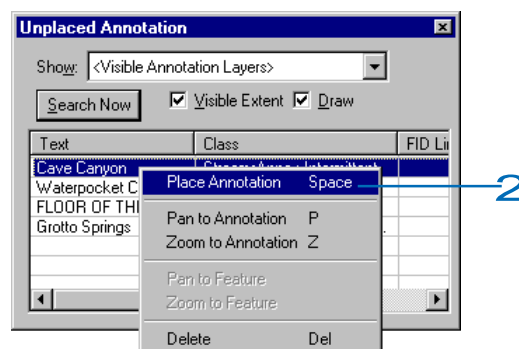 Unplaced Annotation
Show: <Visible Annotation Layers>
Search Now Visible Extent Draw
Text Class FID Li
Cave Canyon
Place Annotation Space 2
Waterpocket C
FLOOR OF THI
Pan to Annotation P
Grotto Springs
Zoom to Annotation Z
Pan to Feature
Zoom to Feature
Delete Del